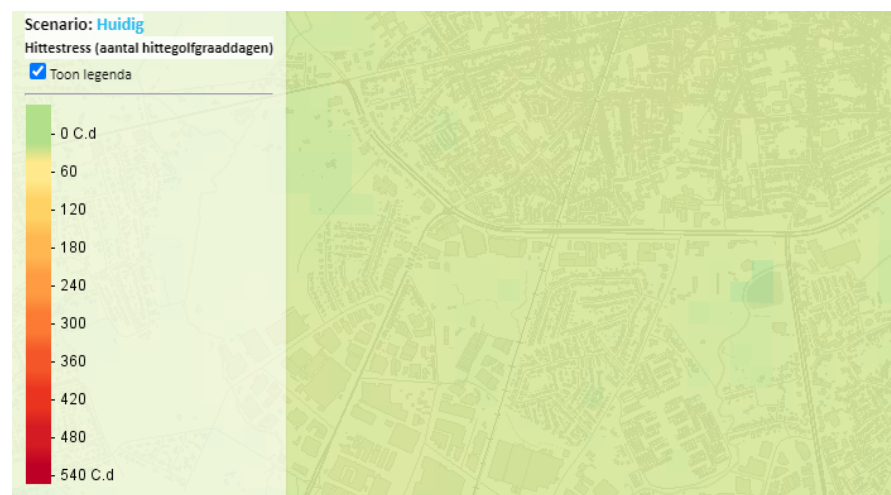 Scenario: Huidig
Hittestress (aantal hittegolfgraaddagen)
Toon legenda
0 C.d
60
120
180
240
300
360
420
480
540 C.d